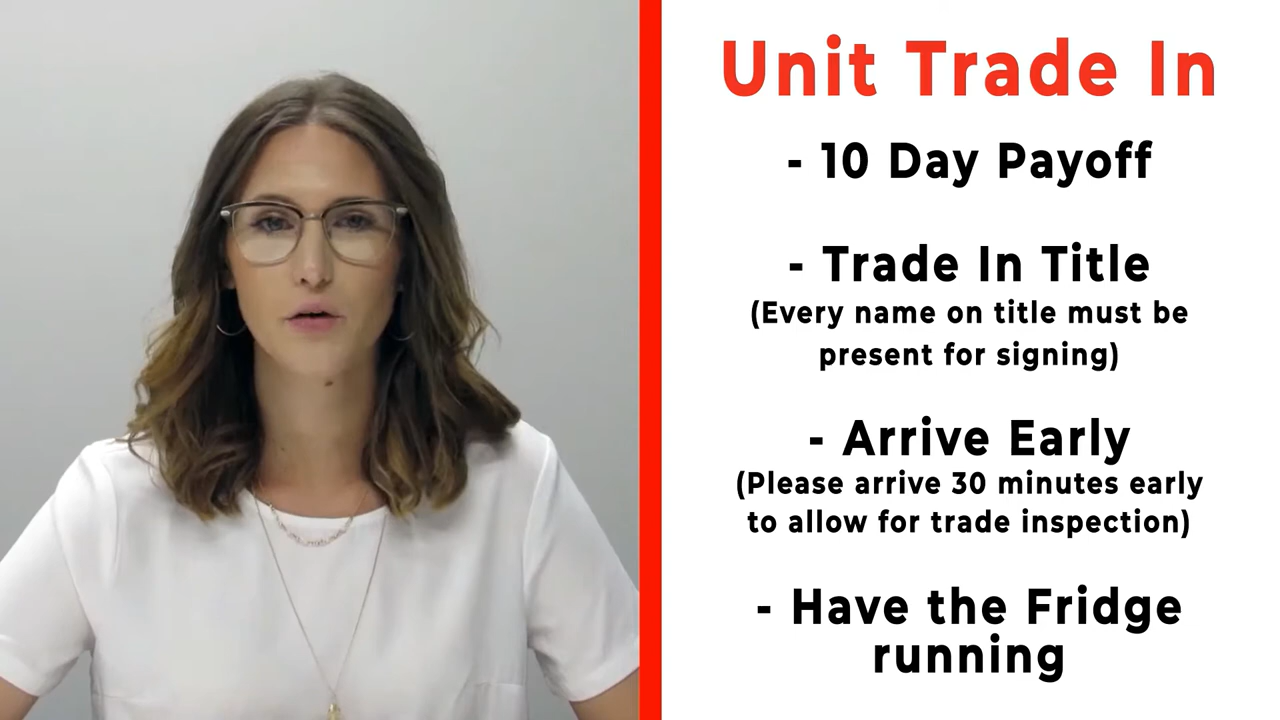 Unit Trade In
- 10 Day Payoff
- Trade In Title
(Every name on title must be
present for signing)
- Arrive Early
(Please arrive 30 minutes early
to allow for trade inspection)
- Have the Fridge
running